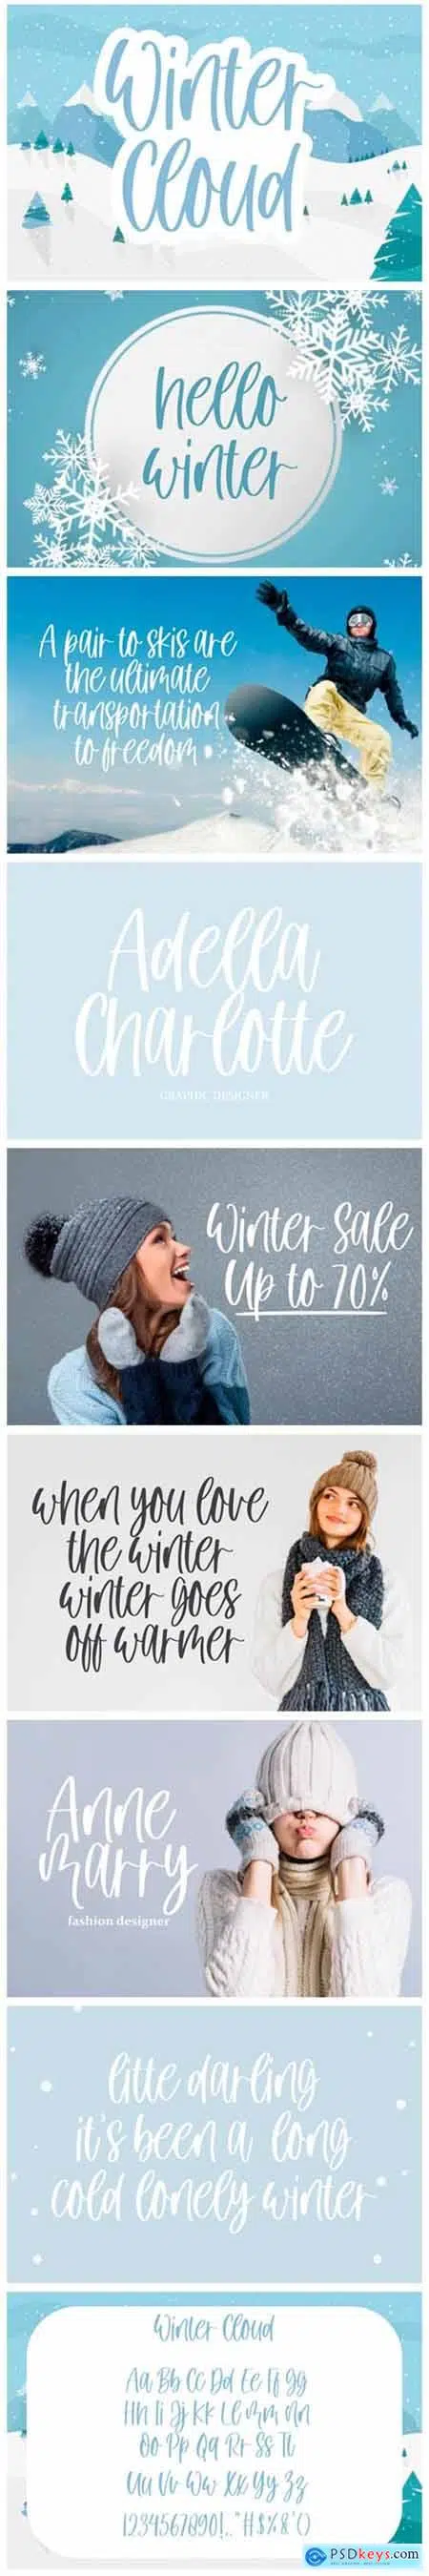 Winter
Cloud
hello
winter
A pair to skis are
the ultimate
transportation
to freedom
Adella
Charlotte
GRAPHIC DESIGNER
Winter Sale
Up to 70%
when you love
the winter
winter goes
off warmer
Anne
Marry
fashion designer
litte darling
it's been a long
cold lonely winter
Winter Cloud
Aa Bb Cc Dd Ee Ff Gg
Hh Ii Jj Kk Ll Mm Nn
Oo Pp Qq Rr Ss Tt
Uu Vv Ww Xx Yy Zz
1234567890!.,"#$%&'()
PSDkeys.com